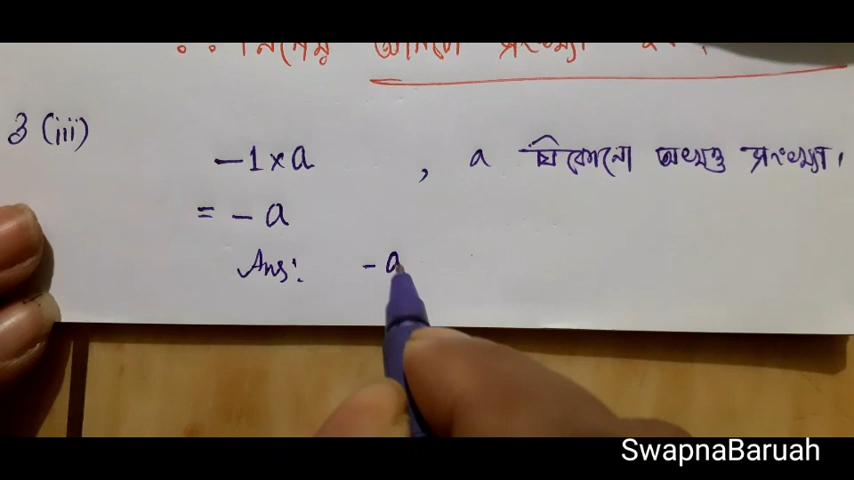 সংখ্যা
3 (iii)
-1×a , a যিকোনো অখণ্ড সংখ্যা।
= -a
Ans: -a
SwapnaBaruah